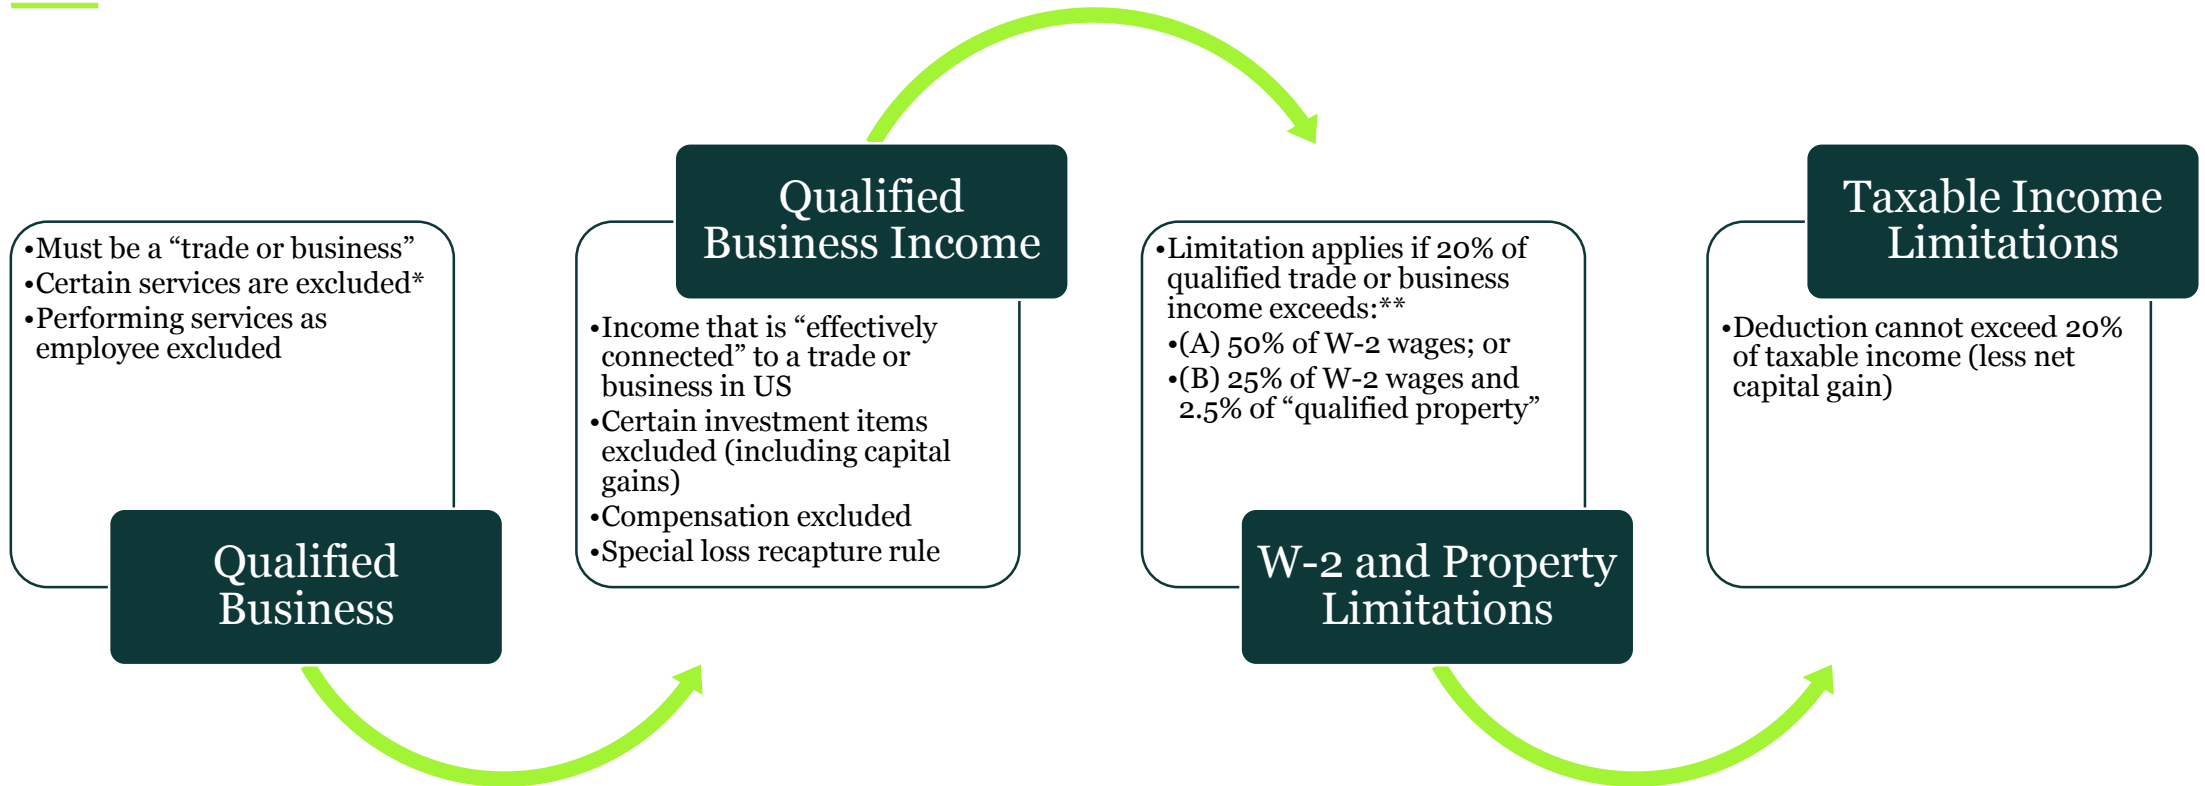 •Must be a “trade or business”
•Certain services are excluded*
•Performing services as
employee excluded
Qualified
Business
Qualified
Business Income
•Income that is “effectively
connected” to a trade or
business in US
•Certain investment items
excluded (including capital
gains)
•Compensation excluded
•Special loss recapture rule
•Limitation applies if 20% of
qualified trade or business
income exceeds:**
•(A) 50% of W-2 wages; or
•(B) 25% of W-2 wages and
2.5% of “qualified property”
W-2 and Property
Limitations
Taxable Income
Limitations
•Deduction cannot exceed 20%
of taxable income (less net
capital gain)